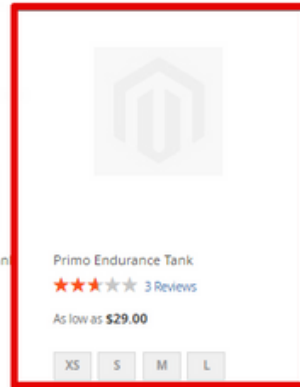 Primo Endurance Tank
3 Reviews
As low as $29.00
XS S M L